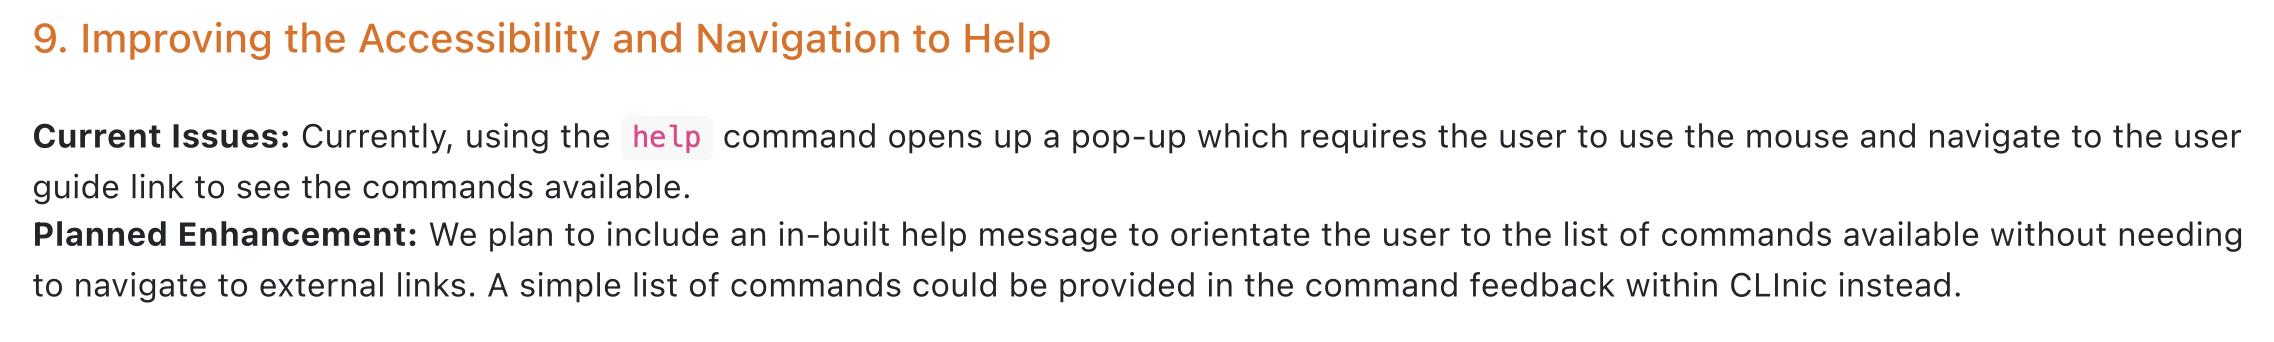 9. Improving the Accessibility and Navigation to Help
Current Issues: Currently, using the help command opens up a pop-up which requires the user to use the mouse and navigate to the user
guide link to see the commands available.
Planned Enhancement: We plan to include an in-built help message to orientate the user to the list of commands available without needing
to navigate to external links. A simple list of commands could be provided in the command feedback within CLInic instead.